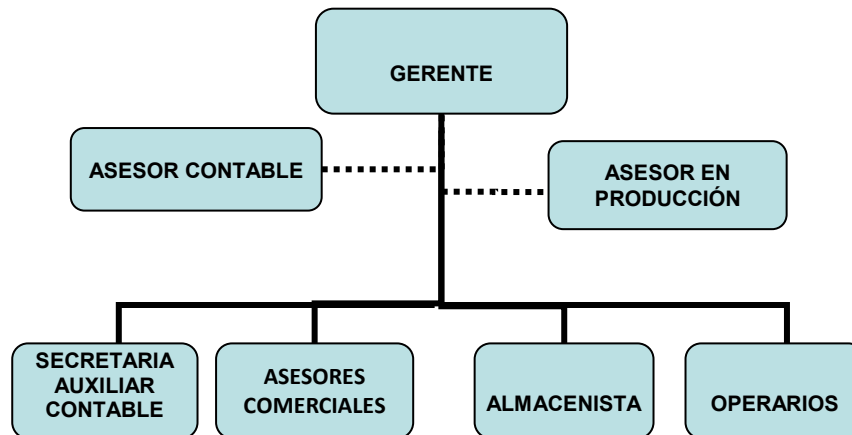 GERENTE
ASESOR CONTABLE
ASESOR EN
PRODUCCIÓN
SECRETARIA
AUXILIAR
CONTABLE
ASESORES
COMERCIALES
ALMACENISTA
OPERARIOS